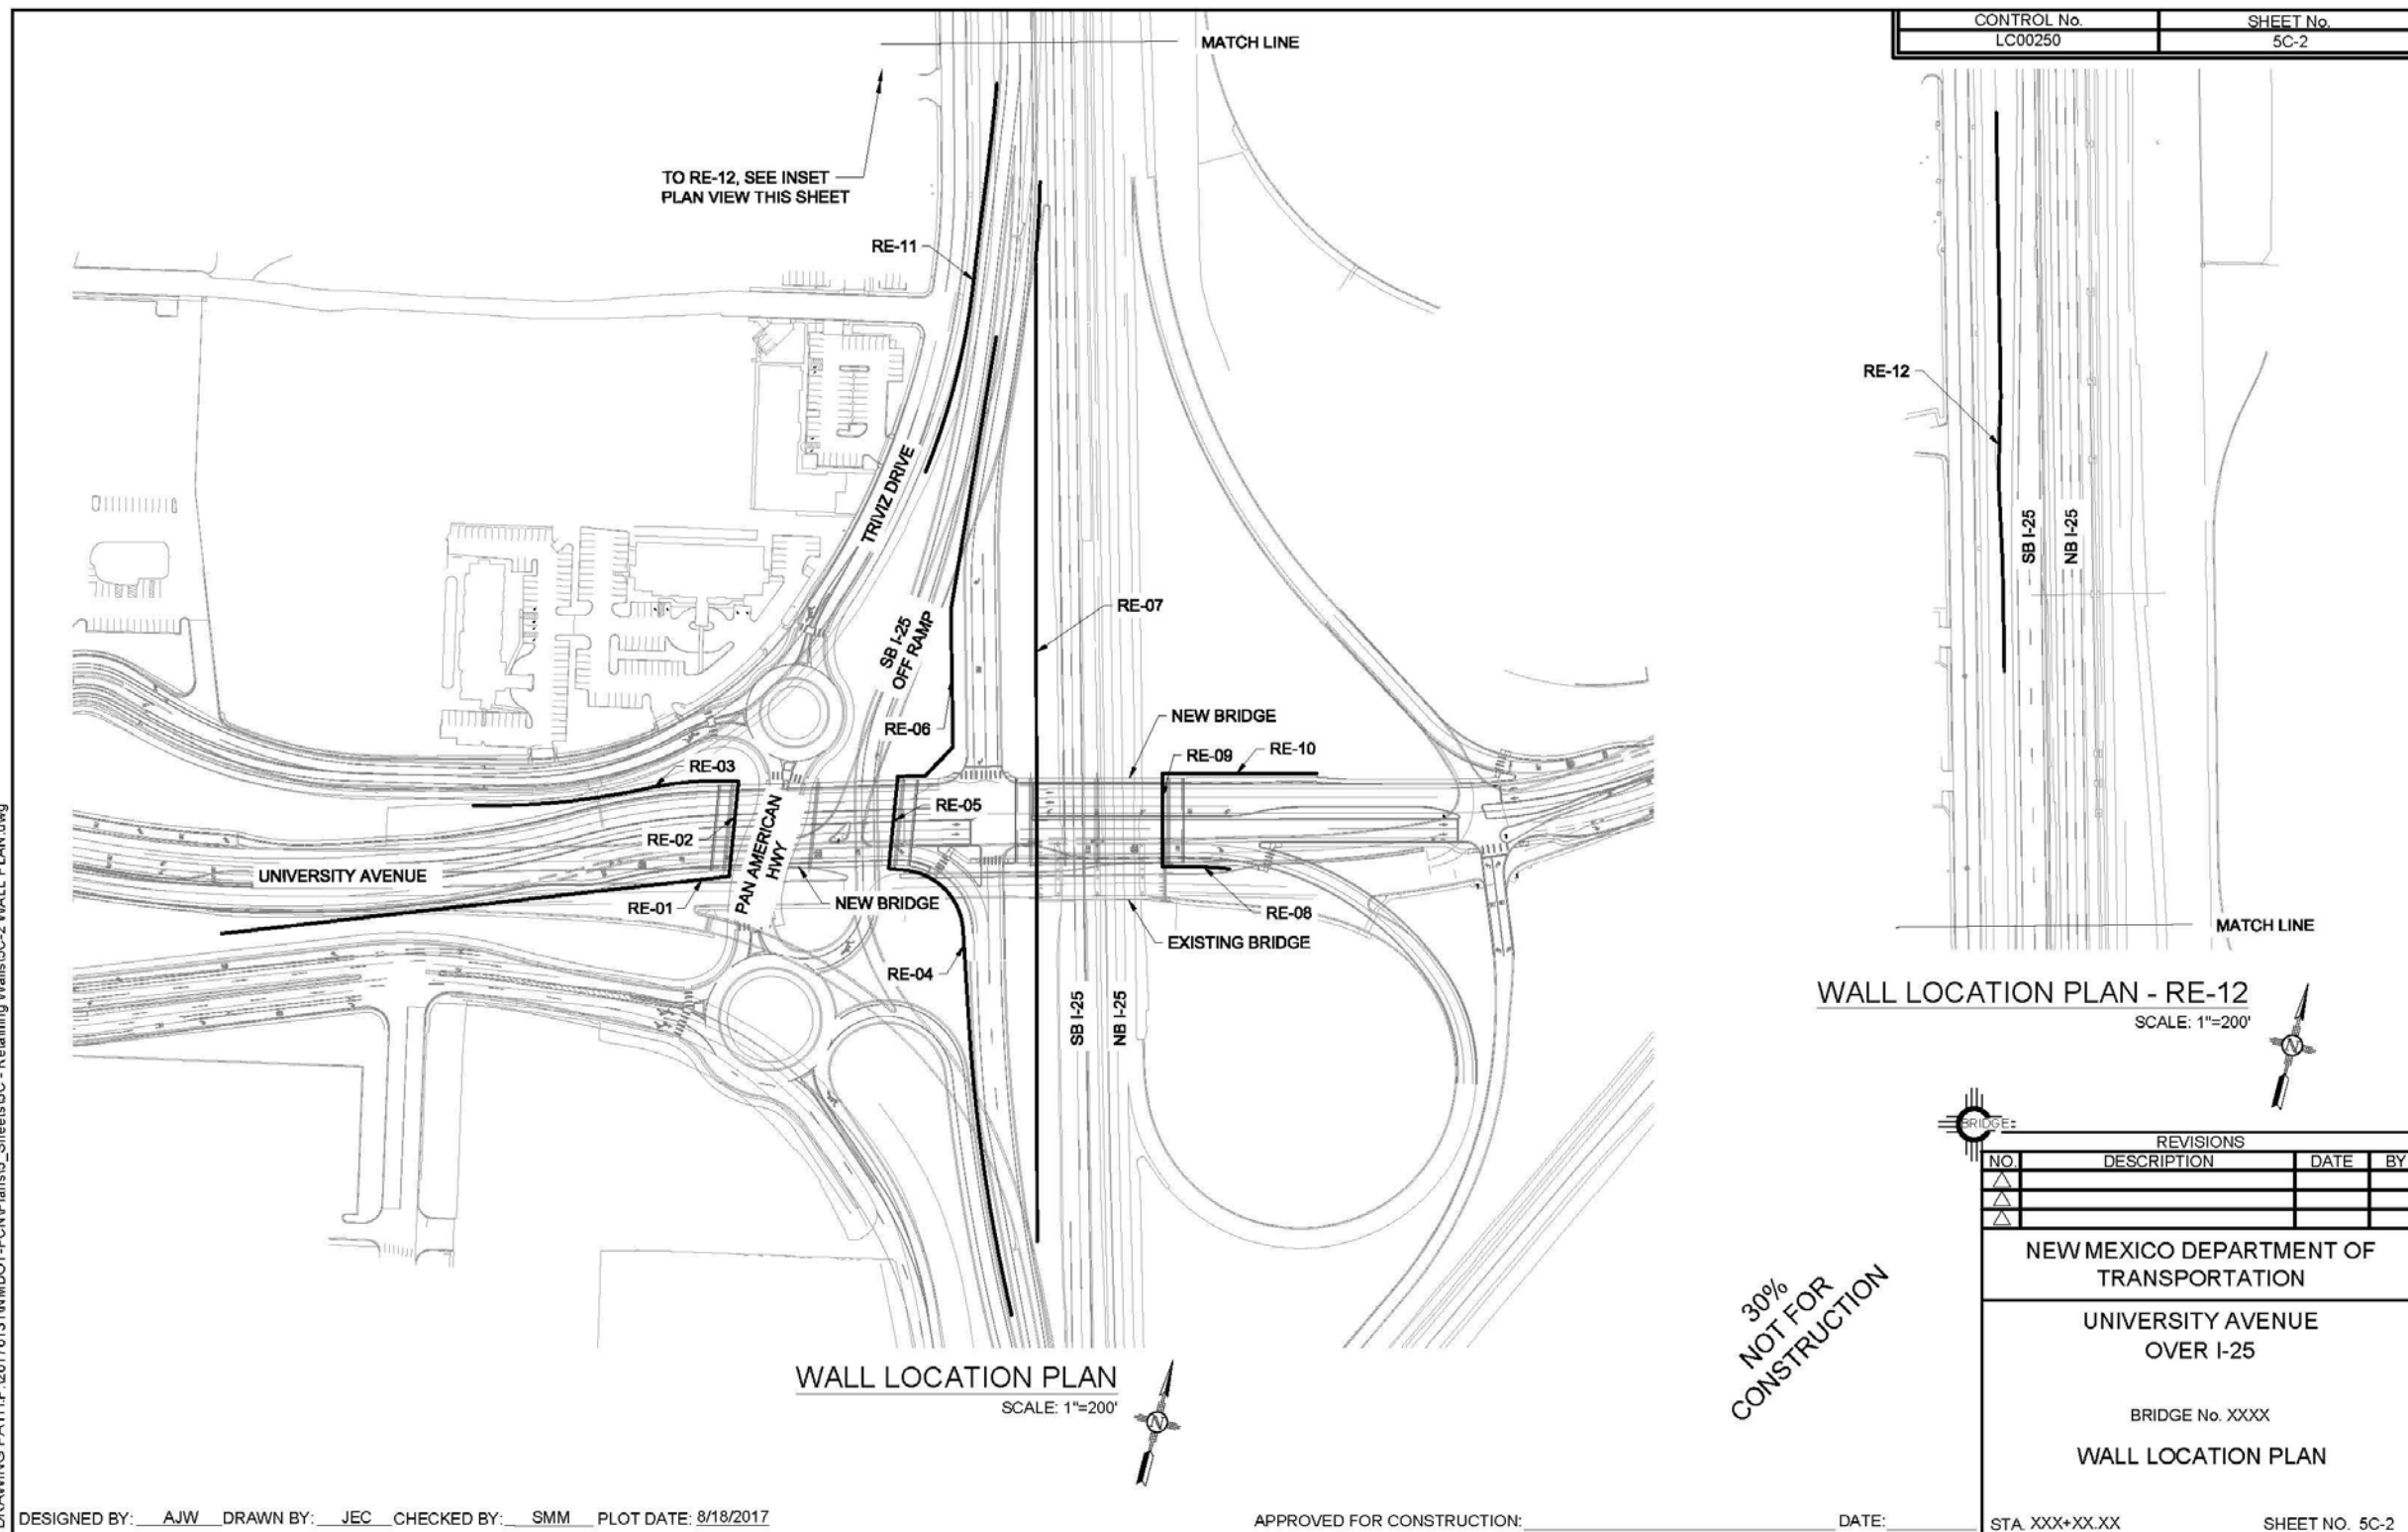 CONTROL No.
SHEET No.
LC00250
5C-2
MATCH LINE
TO RE-12, SEE INSET
PLAN VIEW THIS SHEET
RE-11
RE-12
TRIVIZ DRIVE
SB I-25
NB I-25
RE-07
SB I-25
OFF RAMP
RE-06
NEW BRIDGE
RE-09
RE-10
RE-03
RE-05
RE-02
PAN AMERICAN
HWY
UNIVERSITY AVENUE
RE-01
NEW BRIDGE
RE-08
EXISTING BRIDGE
RE-04
MATCH LINE
SB I-25
NB I-25
WALL LOCATION PLAN - RE-12
SCALE: 1"=200'
N
BRIDGE
REVISIONS
NO.
DESCRIPTION
DATE
BY
NEW MEXICO DEPARTMENT OF
TRANSPORTATION
UNIVERSITY AVENUE
OVER I-25
BRIDGE No. XXXX
WALL LOCATION PLAN
30%
NOT FOR
CONSTRUCTION
WALL LOCATION PLAN
SCALE: 1"=200'
N
DESIGNED BY: AJW DRAWN BY: JEC CHECKED BY: SMM PLOT DATE: 8/18/2017
APPROVED FOR CONSTRUCTION: DATE:
STA. XXX+XX.XX
SHEET NO. 5C-2